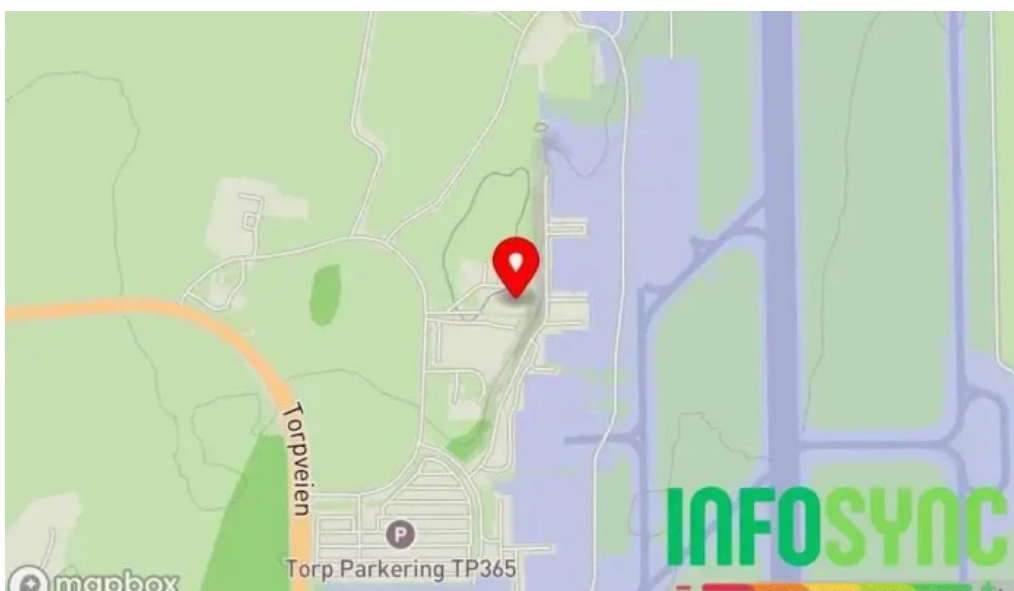 Torpveien
INFOSYNC
P
Torp Parkering TP365
mapbox